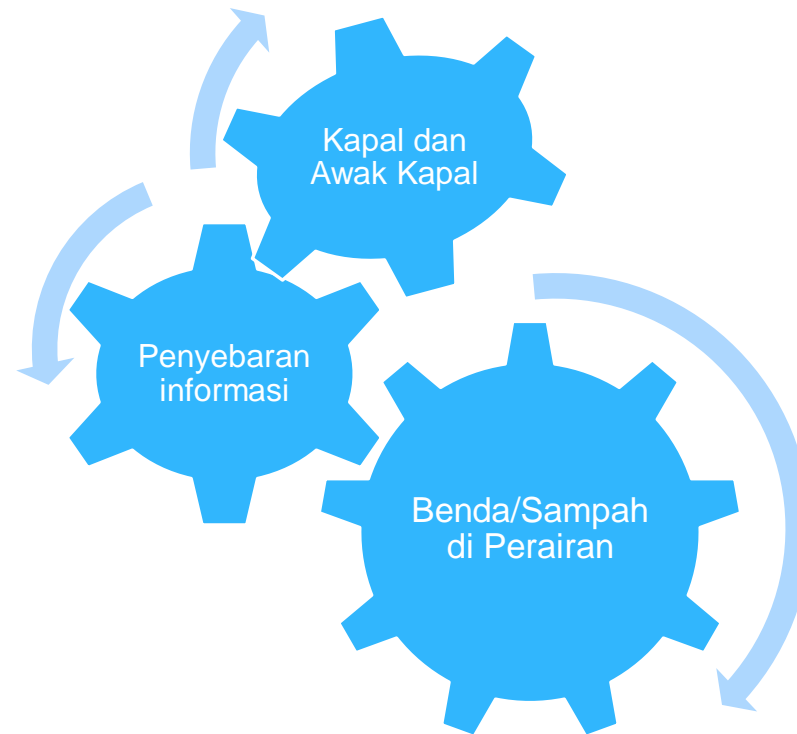 Kapal dan
Awak Kapal
Penyebaran
informasi
Benda/Sampah
di Perairan